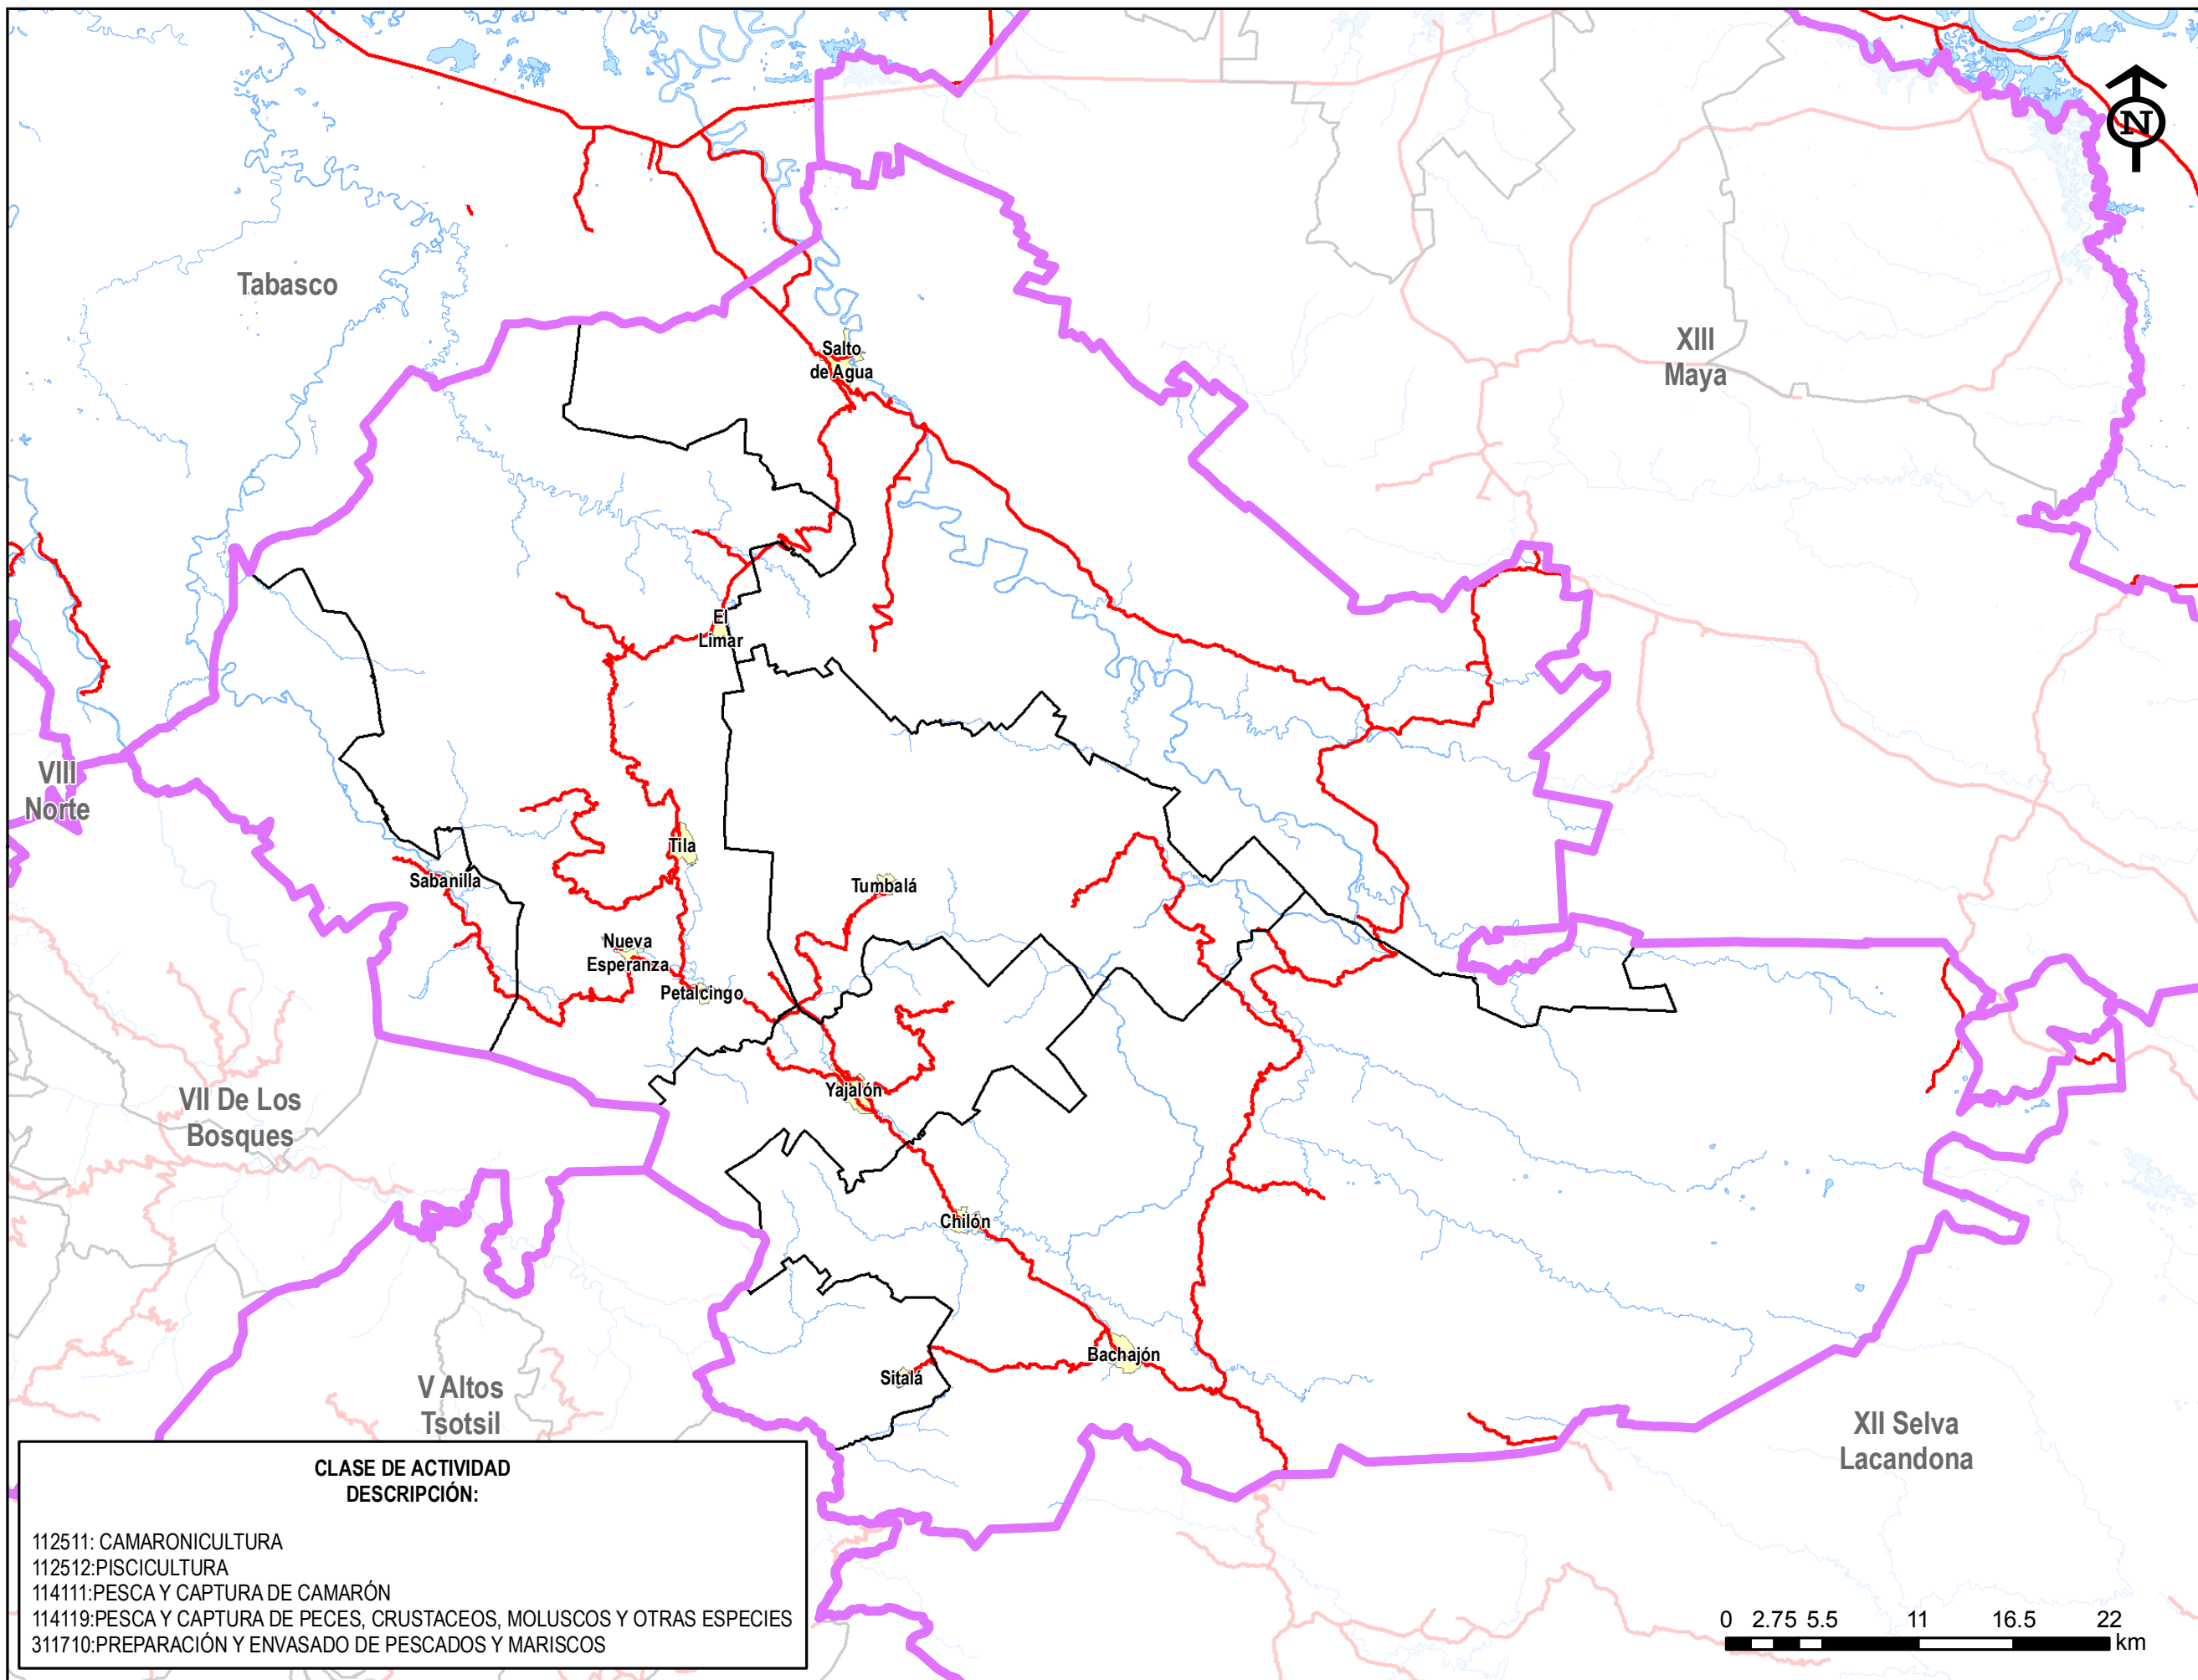 N
Tabasco
XIII
Maya
Salto
de Agua
El
Limar
VIII
Norte
Tila
Sabanilla
Tumbalá
Nueva
Esperanza
Petalcingo
Yajalón
VII De Los
Bosques
Chilón
Bachajón
Sitalá
V Altos
Tsotsil
XII Selva
Lacandona
CLASE DE ACTIVIDAD
DESCRIPCIÓN:
112511: CAMARONICULTURA
112512:PISCICULTURA
114111:PESCA Y CAPTURA DE CAMARÓN
114119:PESCA Y CAPTURA DE PECES, CRUSTACEOS, MOLUSCOS Y OTRAS ESPECIES
311710:PREPARACIÓN Y ENVASADO DE PESCADOS Y MARISCOS
0 2.75 5.5 11 16.5 22
km